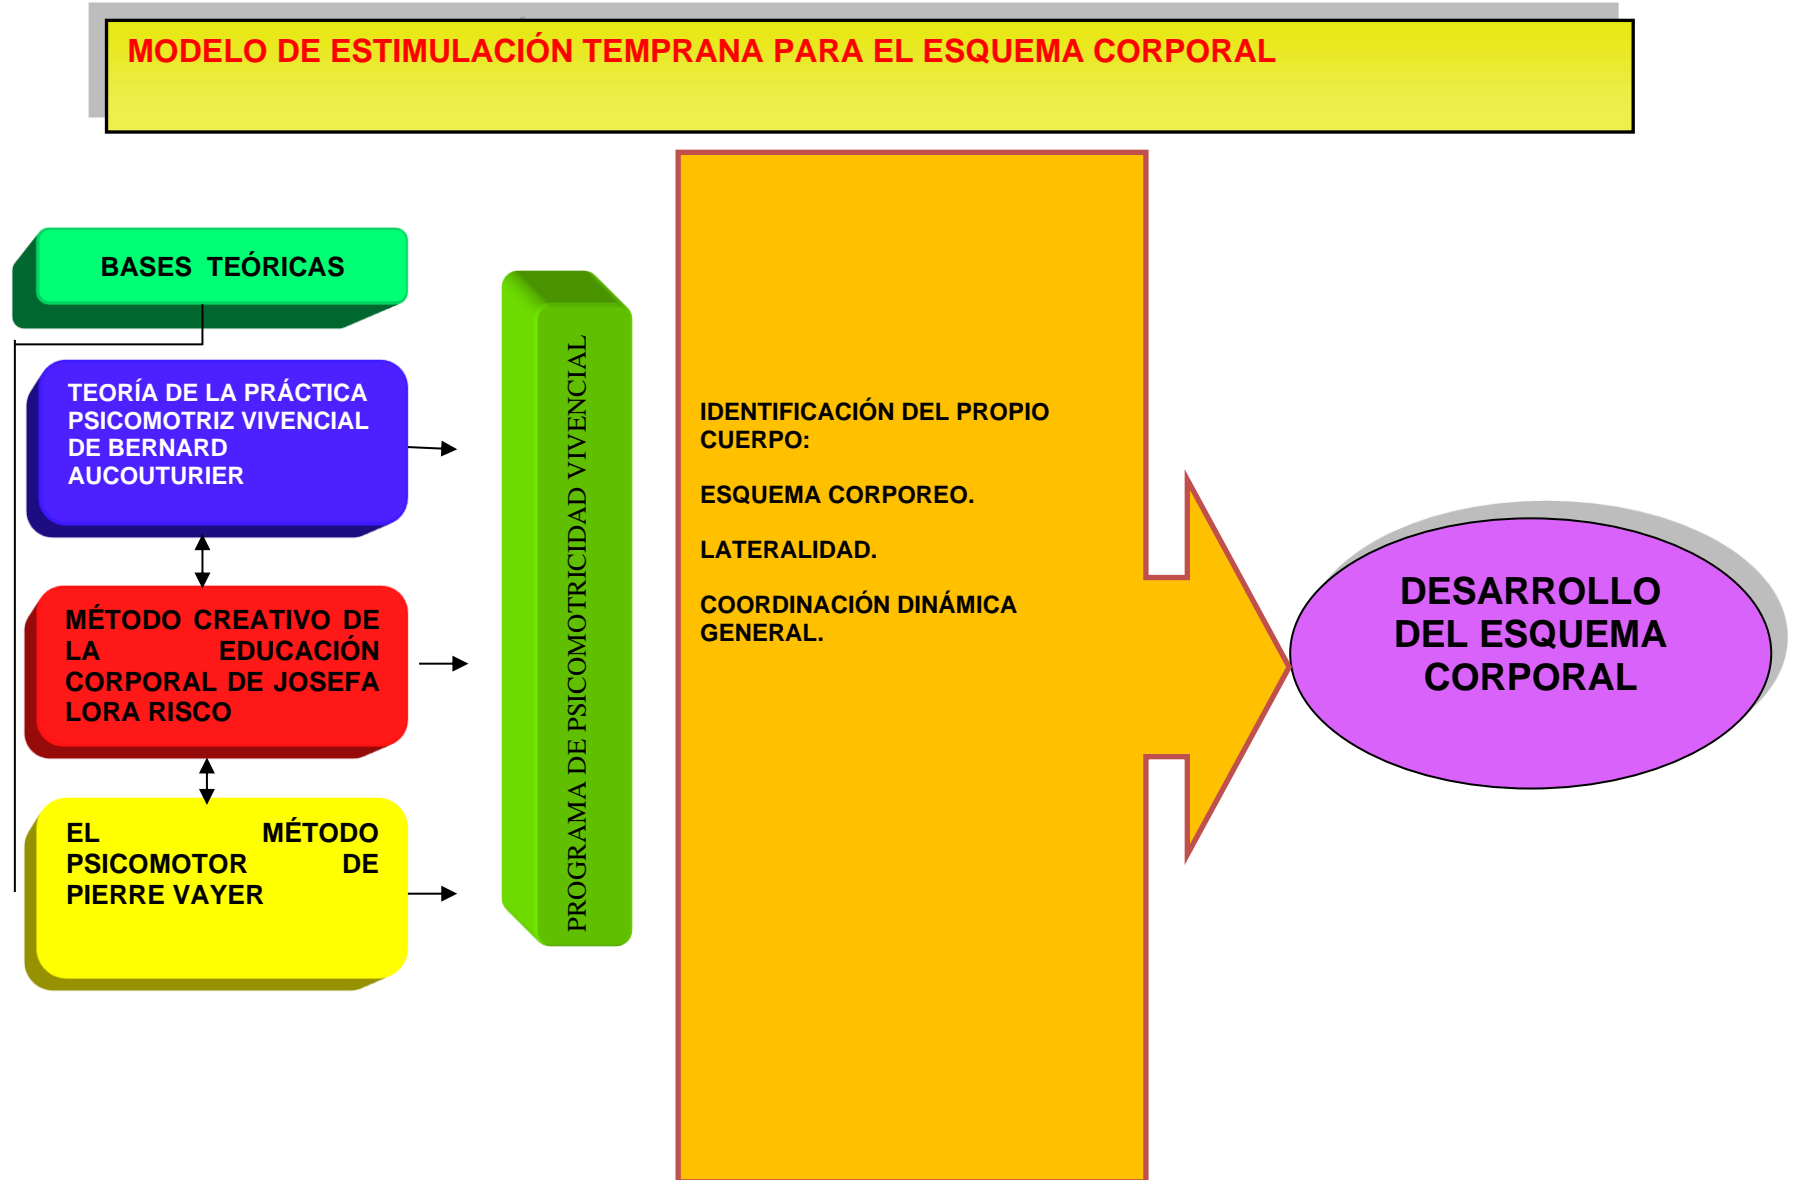 MODELO DE ESTIMULACIÓN TEMPRANA PARA EL ESQUEMA CORPORAL
BASES TEÓRICAS
TEORÍA DE LA PRÁCTICA
PSICOMOTRIZ VIVENCIAL
DE BERNARD
AUCOUTURIER
MÉTODO CREATIVO DE
LA EDUCACIÓN
CORPORAL DE JOSEFA
LORA RISCO
EL MÉTODO
PSICOMOTOR DE
PIERRE VAYER
PROGRAMA DE PSICOMOTRICIDAD VIVENCIAL
IDENTIFICACIÓN DEL PROPIO
CUERPO:
ESQUEMA CORPOREO.
LATERALIDAD.
COORDINACIÓN DINÁMICA
GENERAL.
DESARROLLO
DEL ESQUEMA
CORPORAL